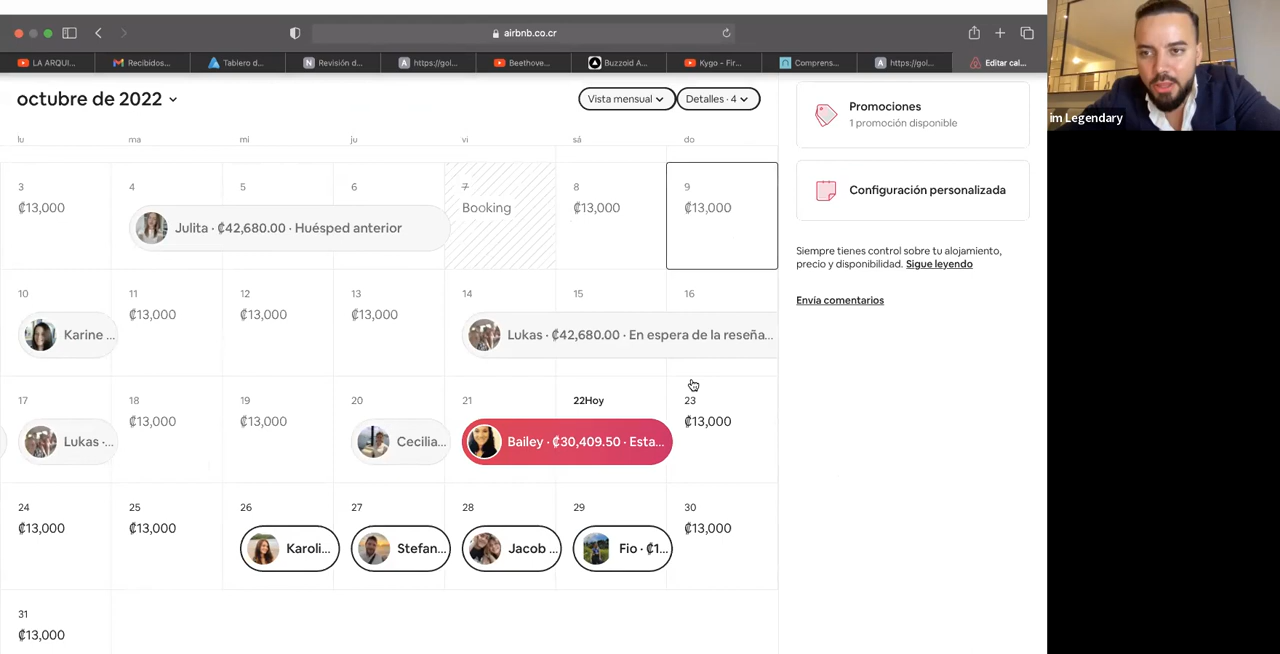 airbnb.co.cr
LA ARQUI...
Recibidos...
Tablero d...
Revisión d...
https://gol...
Beethove...
Buzzoid A...
Kygo – Fir...
Comprens...
https://gol...
Editar cal...
im Legendary
octubre de 2022
Vista mensual
Detalles · 4
lu ma mi ju vi sá do
3 4 5 6 7 8 9
₡13,000 Booking ₡13,000 ₡13,000
Julita · ₡42,680.00 · Huésped anterior
10 11 12 13 14 15 16
₡13,000 ₡13,000 ₡13,000
Karine ... Lukas · ₡42,680.00 · En espera de la reseña...
17 18 19 20 21 22Hoy 23
₡13,000 ₡13,000 ₡13,000
Lukas ·... Cecilia... Bailey · ₡30,409.50 · Esta...
24 25 26 27 28 29 30
₡13,000 ₡13,000 ₡13,000
Karoli... Stefan... Jacob ... Fio · ₡1...
31
₡13,000
Promociones
1 promoción disponible
Configuración personalizada
Siempre tienes control sobre tu alojamiento,
precio y disponibilidad. Sigue leyendo
Envía comentarios